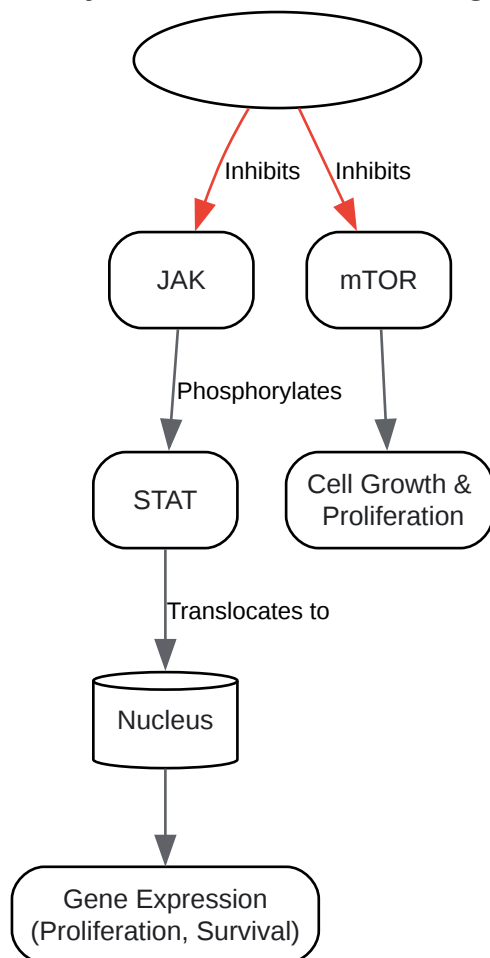 Inhibits
Inhibits
JAK
mTOR
Phosphorylates
STAT
Cell Growth &
Proliferation
Translocates to
Nucleus
Gene Expression
(Proliferation, Survival)